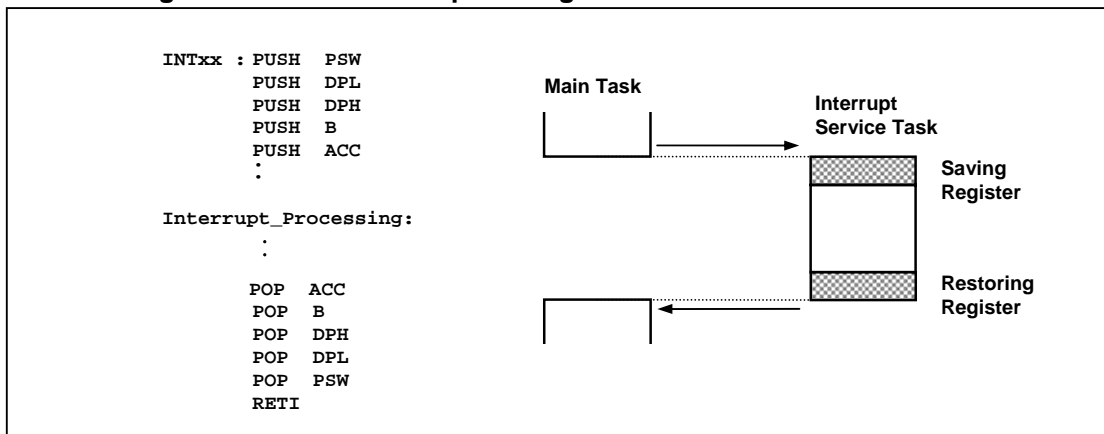 INTxx : PUSH PSW
PUSH DPL
PUSH DPH
PUSH B
PUSH ACC
:
Interrupt_Processing:
:
POP ACC
POP B
POP DPH
POP DPL
POP PSW
RETI
Main Task
Interrupt
Service Task
Saving
Register
Restoring
Register